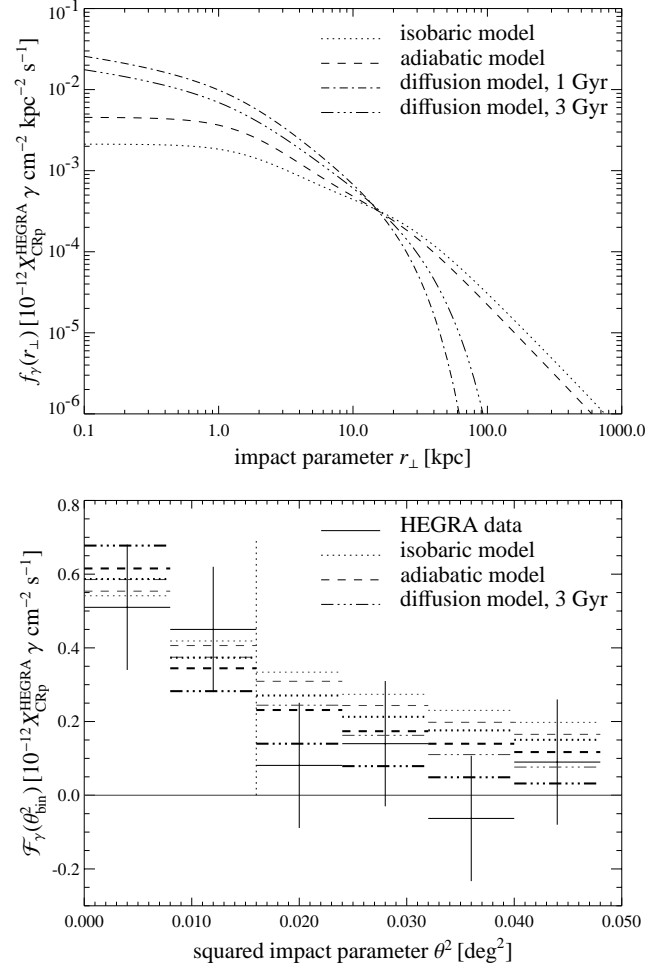 10^-1
10^-2
10^-3
10^-4
10^-5
10^-6
f_γ(r_⊥) [10^-12 X_CRp^HEGRA γ cm^-2 kpc^-2 s^-1]
isobaric model
adiabatic model
diffusion model, 1 Gyr
diffusion model, 3 Gyr
0.1 1.0 10.0 100.0 1000.0
impact parameter r_⊥ [kpc]
0.8
0.6
0.4
0.2
0.0
-0.2
ℱ_γ(θ²_bin) [10^-12 X_CRp^HEGRA γ cm^-2 s^-1]
HEGRA data
isobaric model
adiabatic model
diffusion model, 3 Gyr
0.000 0.010 0.020 0.030 0.040 0.050
squared impact parameter θ² [deg²]